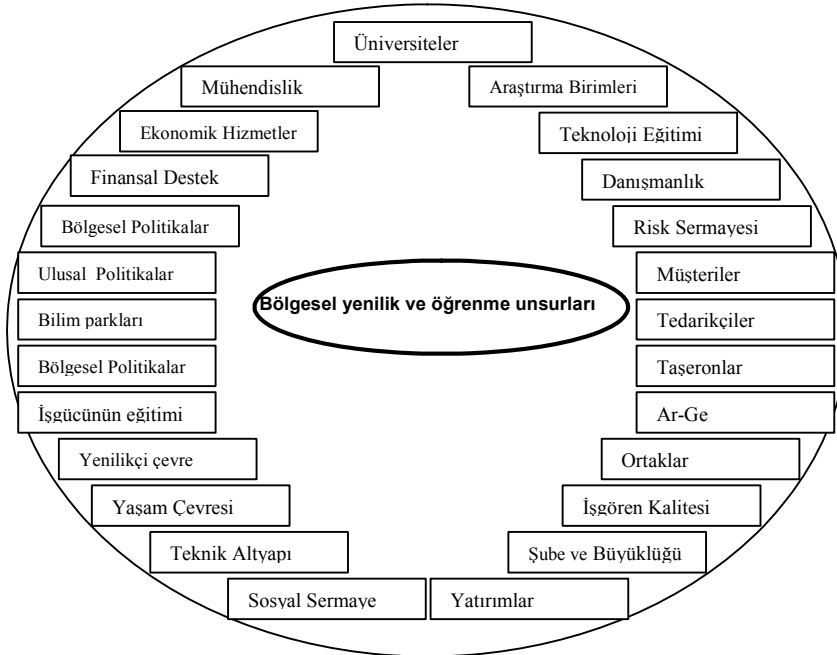 Üniversiteler
Mühendislik
Araştırma Birimleri
Ekonomik Hizmetler
Teknoloji Eğitimi
Finansal Destek
Danışmanlık
Bölgesel Politikalar
Risk Sermayesi
Ulusal Politikalar
Müşteriler
Bölgesel yenilik ve öğrenme unsurları
Bilim parkları
Tedarikçiler
Bölgesel Politikalar
Taşeronlar
İşgücünün eğitimi
Ar-Ge
Yenilikçi çevre
Ortaklar
Yaşam Çevresi
İşgören Kalitesi
Teknik Altyapı
Şube ve Büyüklüğü
Sosyal Sermaye
Yatırımlar